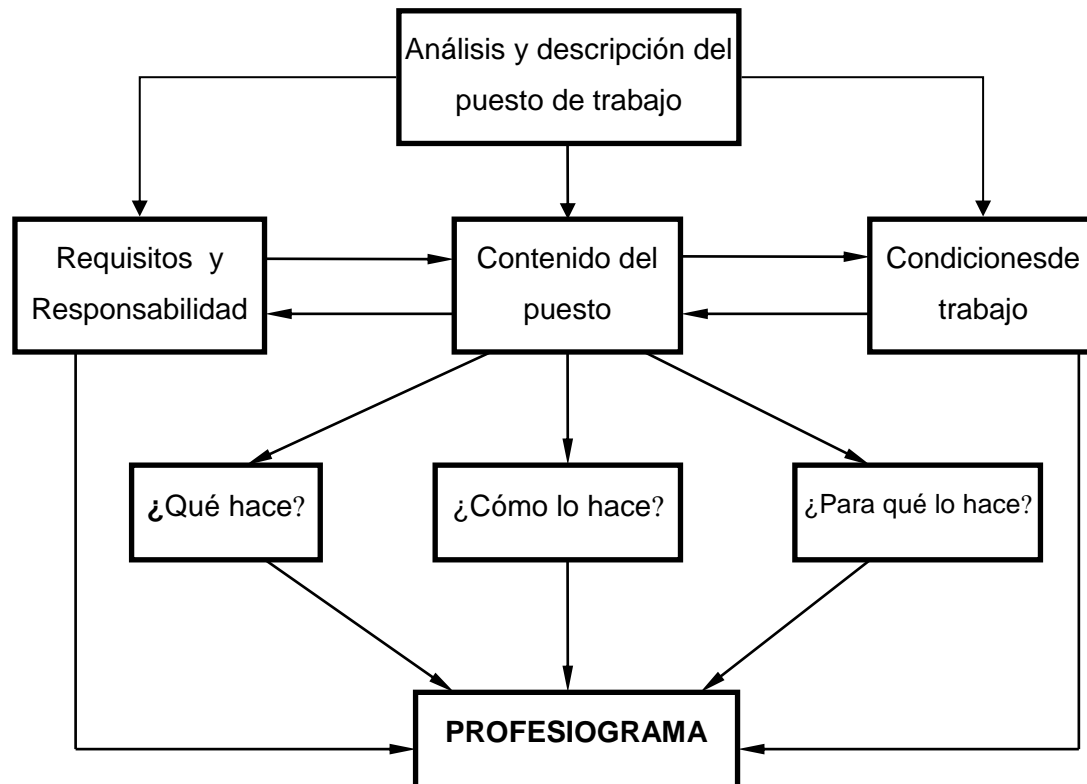 Análisis y descripción del
puesto de trabajo
Requisitos y
Responsabilidad
Contenido del
puesto
Condicionesde
trabajo
¿Qué hace?
¿Cómo lo hace?
¿Para qué lo hace?
PROFESIOGRAMA